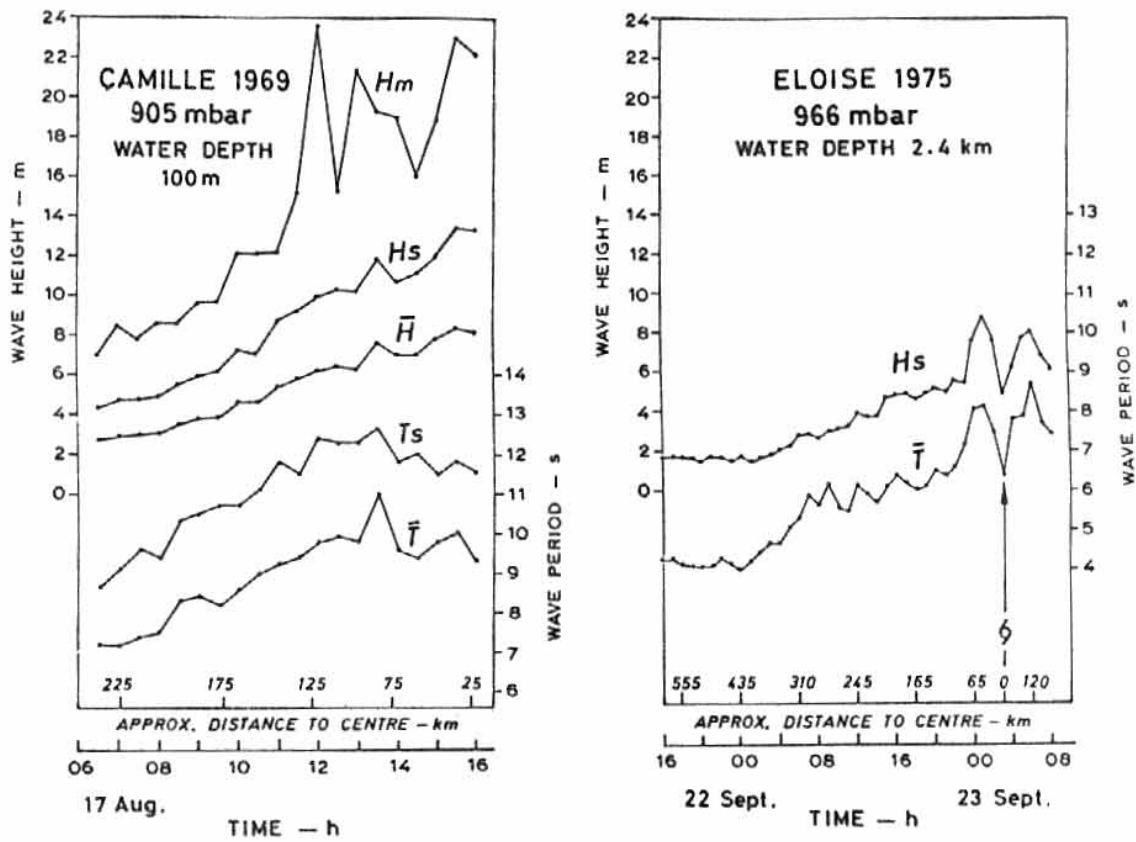 24
22
20
18
16
14
12
10
8
6
4
2
0
WAVE HEIGHT — m
CAMILLE 1969
905 mbar
WATER DEPTH
100 m
Hm
Hs
H̅
Ts
T̿
14
13
12
11
10
9
8
7
6
WAVE PERIOD — s
225 175 125 75 25
APPROX. DISTANCE TO CENTRE – km
06 08 10 12 14 16
17 Aug.
TIME — h
24
22
20
18
16
14
12
10
8
6
4
2
0
WAVE HEIGHT — m
ELOISE 1975
966 mbar
WATER DEPTH 2.4 km
Hs
T̿
13
12
11
10
9
8
7
6
5
4
WAVE PERIOD — s
555 435 310 245 165 65 0 120
APPROX. DISTANCE TO CENTRE – km
16 00 08 16 00 08
22 Sept. 23 Sept.
TIME — h